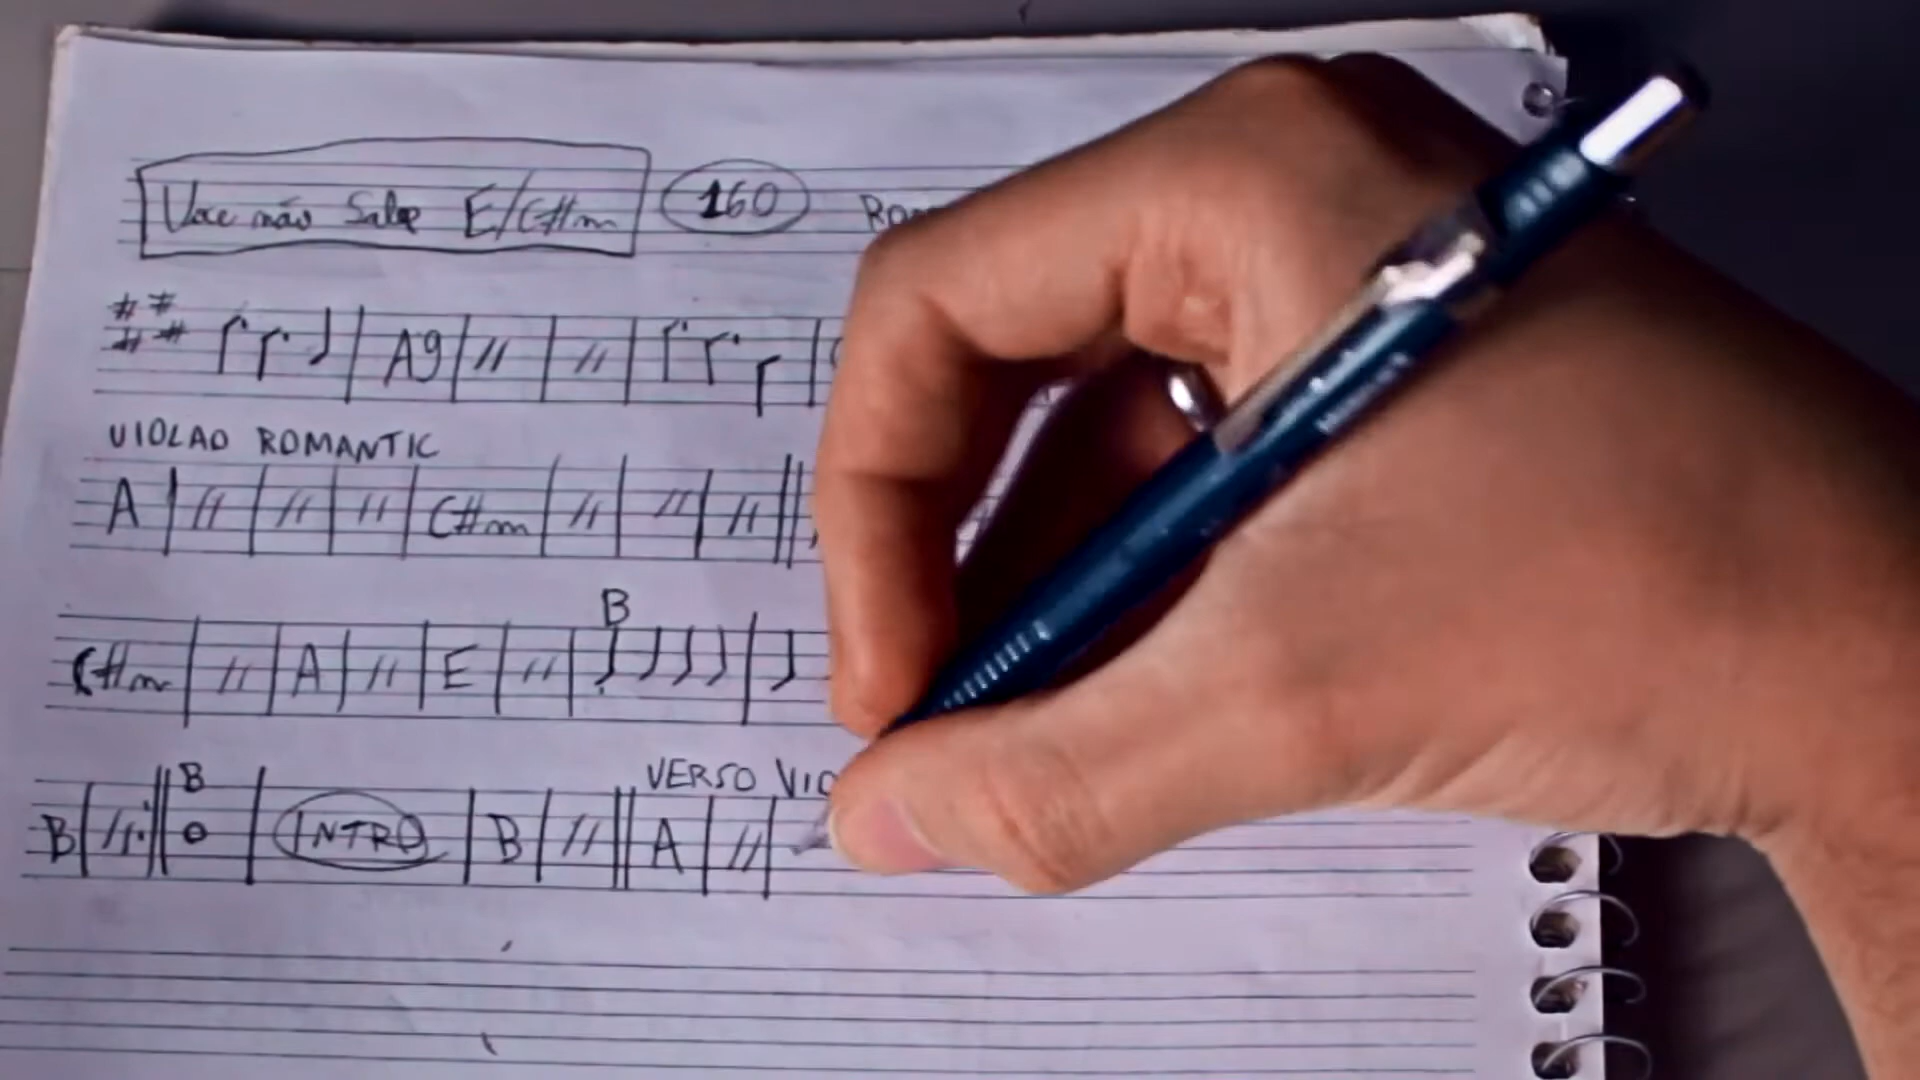 Voce não Sabe E/C#m 160
A9 // //
VIOLAO ROMANTIC
A // // // C#m // // //
B
C#m // A // E //
B VERSO
B // INTRO B // A //